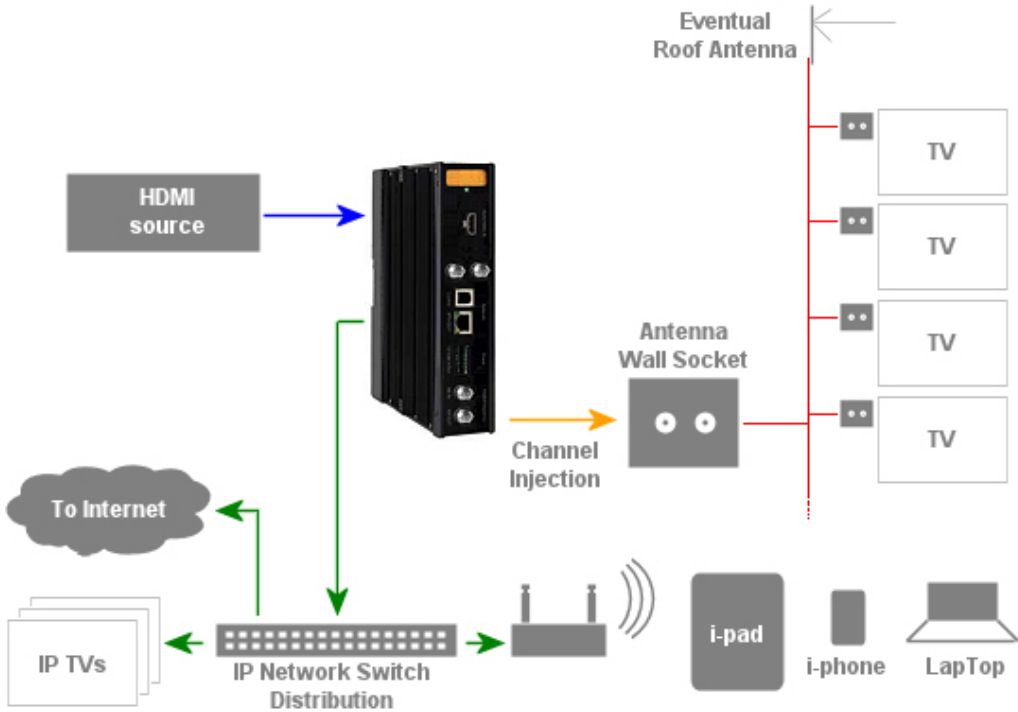 Eventual
Roof Antenna
TV
HDMI
source
TV
Antenna
Wall Socket
TV
TV
Channel
Injection
To Internet
IP TVs
IP Network Switch
Distribution
i-pad
i-phone
LapTop